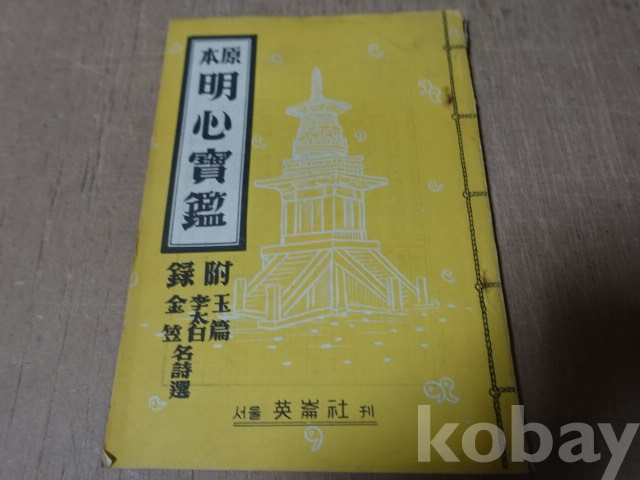 原本
明心寶鑑
附錄
玉篇
李太白
金笠
名詩選
서울 英崙社 刊
kobay